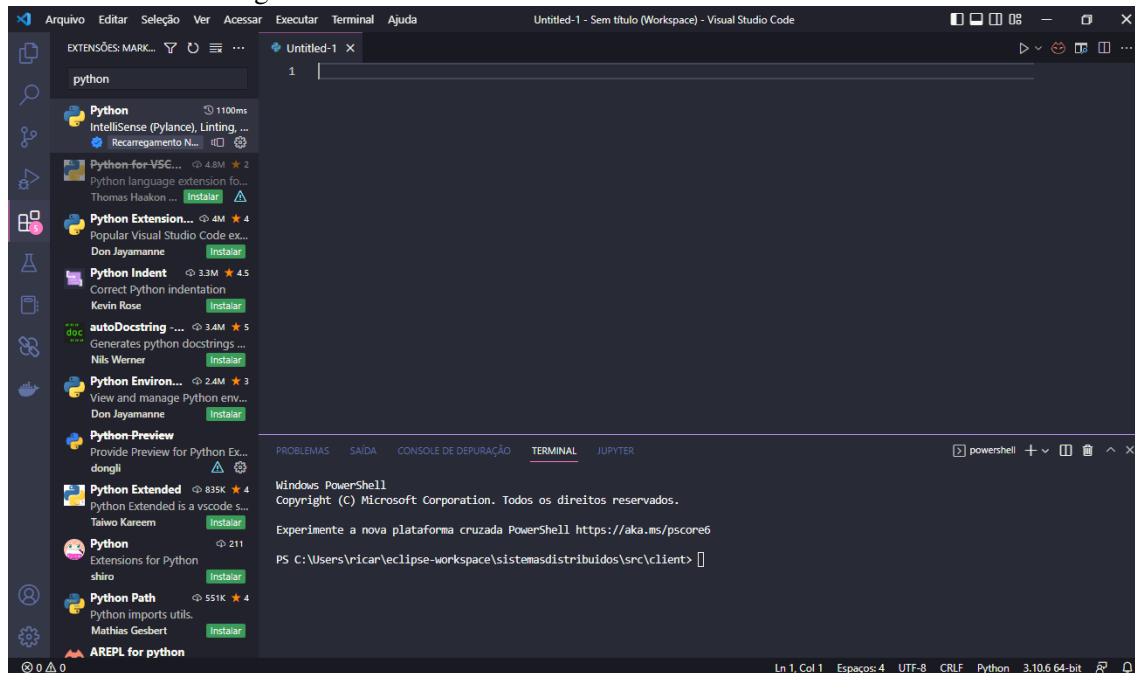 Arquivo Editar Seleção Ver Acessar Executar Terminal Ajuda Untitled-1 - Sem título (Workspace) - Visual Studio Code
EXTENSÕES: MARK...
Untitled-1
python
1
Python 1100ms
IntelliSense (Pylance), Linting, ...
Recarregamento N...
Python for VSC... 4.8M ★ 2
Python language extension fo...
Thomas Haakon ... Instalar
Python Extension... 4M ★ 4
Popular Visual Studio Code ex...
Don Jayamanne Instalar
5
Python Indent 3.3M ★ 4.5
Correct Python indentation
Kevin Rose Instalar
doc
autoDocstring -... 3.4M ★ 5
Generates python docstrings ...
Nils Werner Instalar
Python Environ... 2.4M ★ 3
View and manage Python env...
Don Jayamanne Instalar
Python Preview
Provide Preview for Python Ex...
dongli
Python Extended 835K ★ 4
Python Extended is a vscode s...
Taiwo Kareem Instalar
Python 211
Extensions for Python
shiro Instalar
Python Path 551K ★ 4
Python imports utils.
Mathias Gesbert Instalar
AREPL for python
PROBLEMAS SAÍDA CONSOLE DE DEPURAÇÃO TERMINAL JUPYTER powershell
Windows PowerShell
Copyright (C) Microsoft Corporation. Todos os direitos reservados.
Experimente a nova plataforma cruzada PowerShell https://aka.ms/pscore6
PS C:\Users\ricar\eclipse-workspace\sistemasdistribuidos\src\client>
0 0 Ln 1, Col 1 Espaços: 4 UTF-8 CRLF Python 3.10.6 64-bit